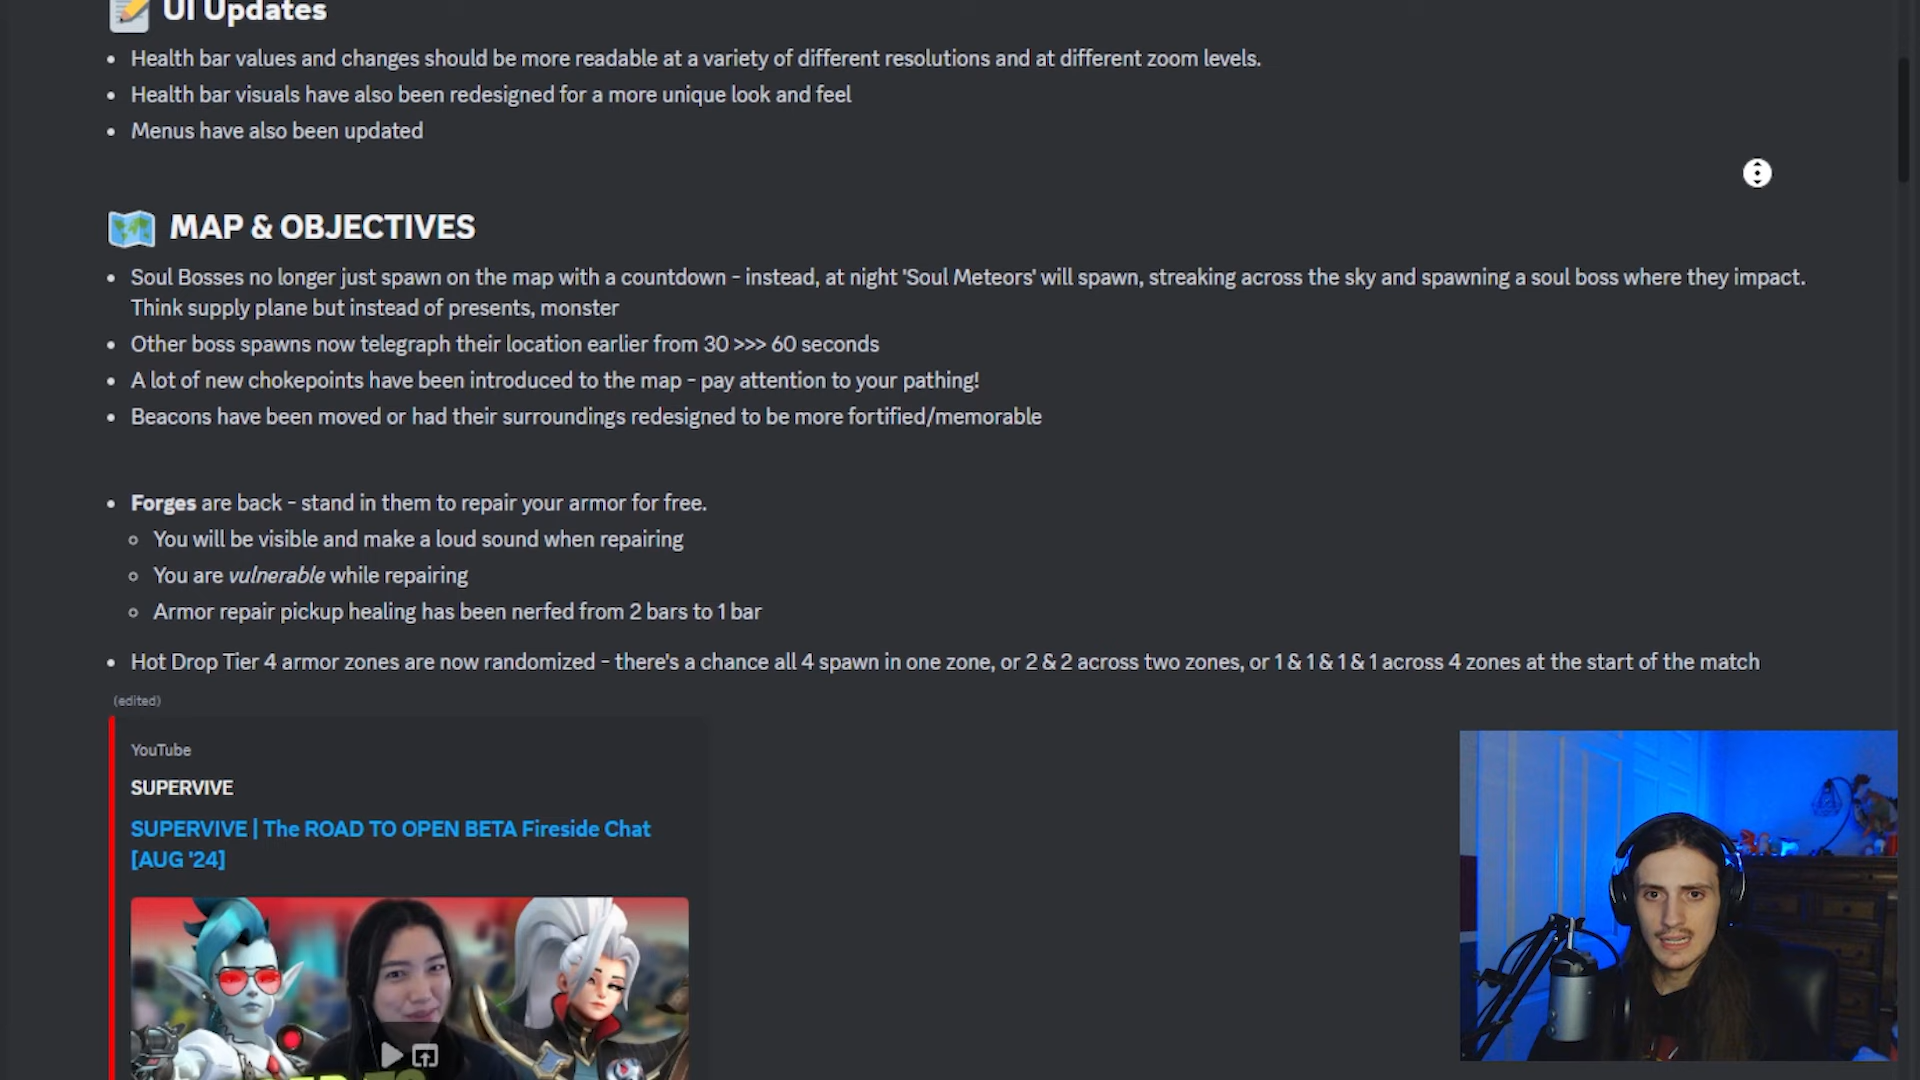 UI Updates
Health bar values and changes should be more readable at a variety of different resolutions and at different zoom levels.
Health bar visuals have also been redesigned for a more unique look and feel
Menus have also been updated
MAP & OBJECTIVES
Soul Bosses no longer just spawn on the map with a countdown - instead, at night 'Soul Meteors' will spawn, streaking across the sky and spawning a soul boss where they impact.
Think supply plane but instead of presents, monster
Other boss spawns now telegraph their location earlier from 30 >>> 60 seconds
A lot of new chokepoints have been introduced to the map - pay attention to your pathing!
Beacons have been moved or had their surroundings redesigned to be more fortified/memorable
Forges are back - stand in them to repair your armor for free.
You will be visible and make a loud sound when repairing
You are vulnerable while repairing
Armor repair pickup healing has been nerfed from 2 bars to 1 bar
Hot Drop Tier 4 armor zones are now randomized - there's a chance all 4 spawn in one zone, or 2 & 2 across two zones, or 1 & 1 & 1 & 1 across 4 zones at the start of the match
(edited)
YouTube
SUPERVIVE
SUPERVIVE | The ROAD TO OPEN BETA Fireside Chat
[AUG '24]